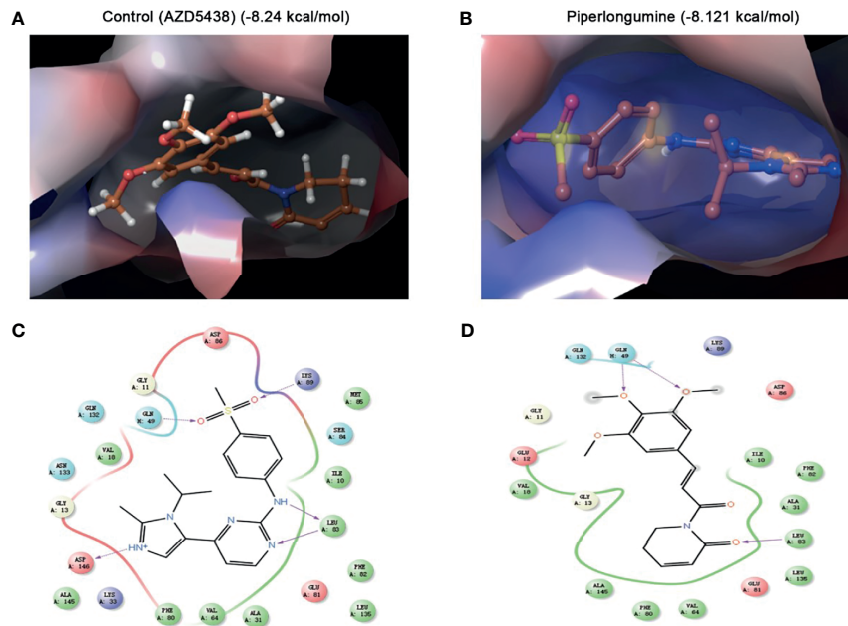 A
Control (AZD5438) (-8.24 kcal/mol)
B
Piperlongumine (-8.121 kcal/mol)
C
ASP
A: 86
GLY
A: 11
LYS
A: 89
MET
A: 85
GLN
A: 132
GLN
49
SER
A: 84
VAL
A: 18
ASN
A: 133
ILE
A: 10
GLY
A: 13
LEU
A: 83
ASP
A: 146
PHE
A: 82
ALA
A: 145
LYS
A: 33
GLU
A: 81
LEU
A: 135
PHE
A: 80
VAL
A: 64
ALA
A: 31
O
S
O
NH
N
N
N
HN+
D
GLN
A: 132
GLN
49
LYS
A: 89
ASP
A: 86
GLY
A: 11
GLU
A: 12
VAL
A: 18
GLY
A: 13
ILE
A: 10
PHE
A: 82
ALA
A: 31
LEU
A: 83
LEU
A: 135
GLU
A: 81
ALA
A: 145
PHE
A: 80
VAL
A: 64
O
O
O
O
N
O